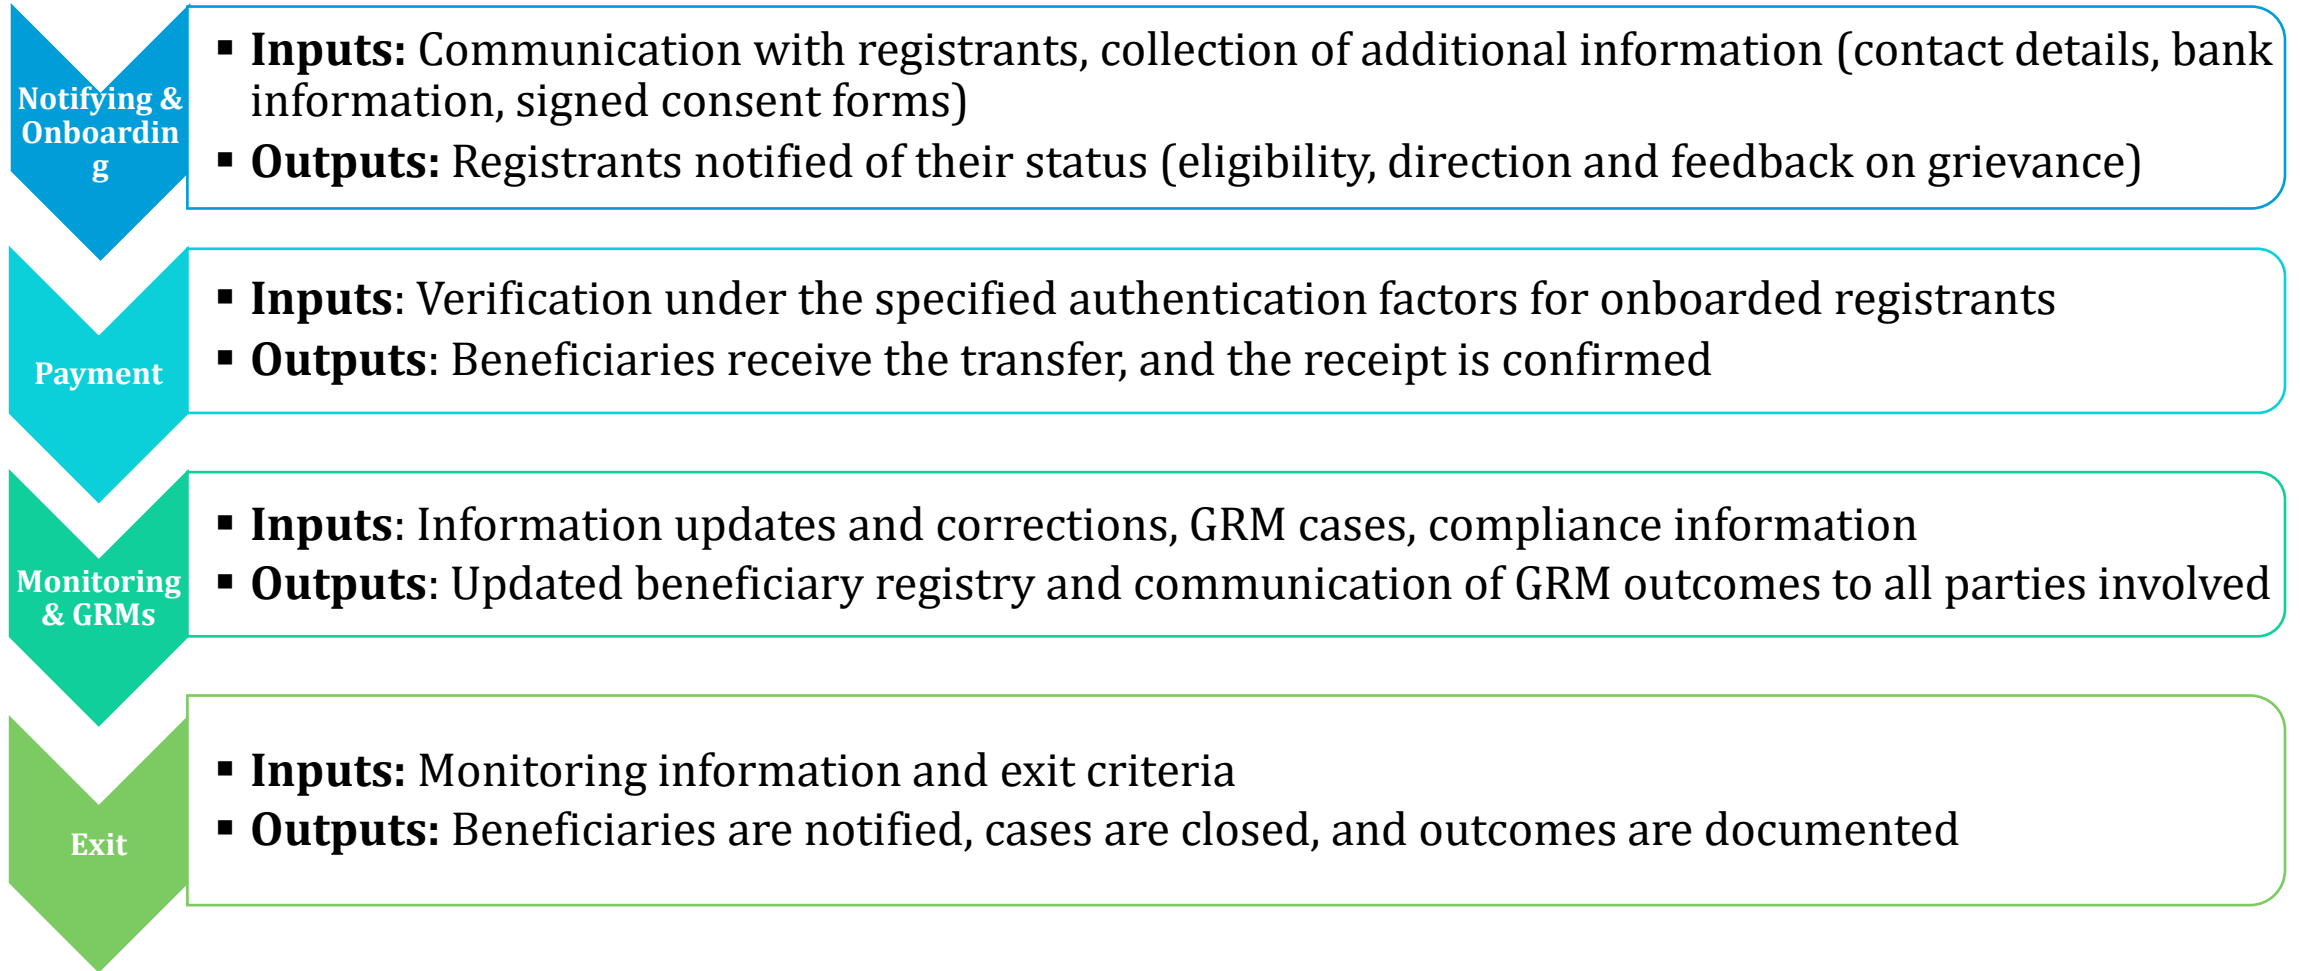 Notifying &
Onboardin
g
▪ Inputs: Communication with registrants, collection of additional information (contact details, bank
information, signed consent forms)
▪ Outputs: Registrants notified of their status (eligibility, direction and feedback on grievance)
Payment
▪ Inputs: Verification under the specified authentication factors for onboarded registrants
▪ Outputs: Beneficiaries receive the transfer, and the receipt is confirmed
Monitoring
& GRMs
▪ Inputs: Information updates and corrections, GRM cases, compliance information
▪ Outputs: Updated beneficiary registry and communication of GRM outcomes to all parties involved
Exit
▪ Inputs: Monitoring information and exit criteria
▪ Outputs: Beneficiaries are notified, cases are closed, and outcomes are documented